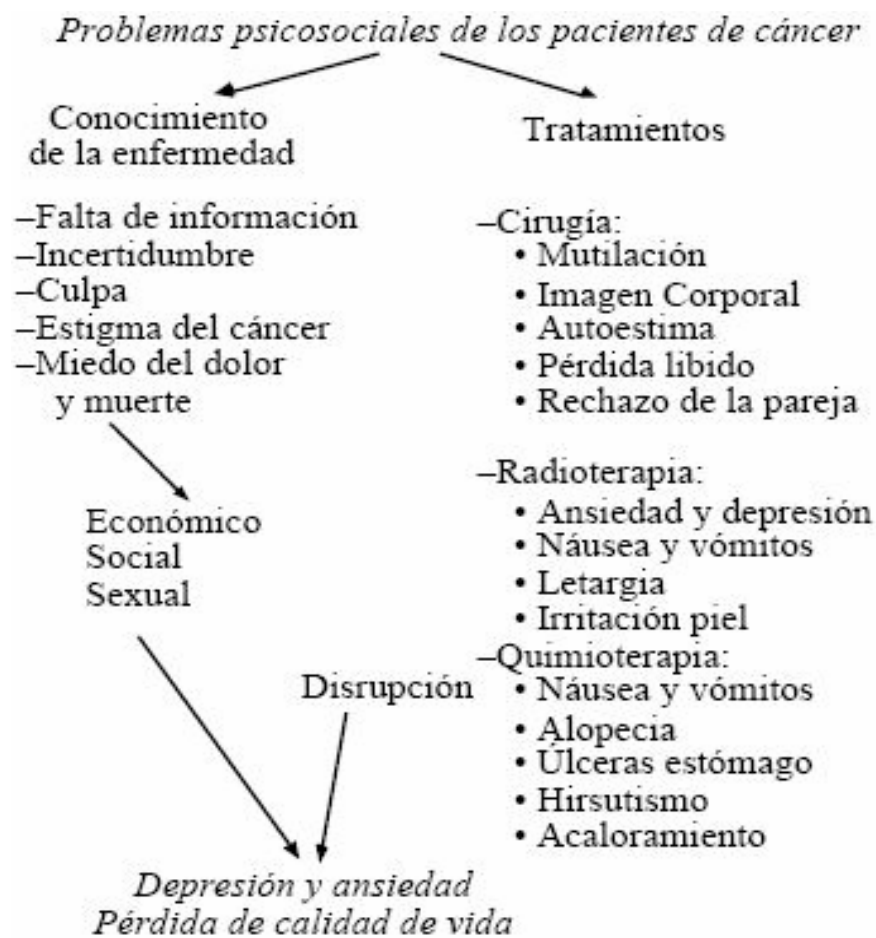 Problemas psicosociales de los pacientes de cáncer
Conocimiento
de la enfermedad
–Falta de información
–Incertidumbre
–Culpa
–Estigma del cáncer
–Miedo del dolor
y muerte
Económico
Social
Sexual
Tratamientos
–Cirugía:
• Mutilación
• Imagen Corporal
• Autoestima
• Pérdida libido
• Rechazo de la pareja
–Radioterapia:
• Ansiedad y depresión
• Náusea y vómitos
• Letargia
• Irritación piel
–Quimioterapia:
• Náusea y vómitos
• Alopecia
• Úlceras estómago
• Hirsutismo
• Acaloramiento
Disrupción
Depresión y ansiedad
Pérdida de calidad de vida